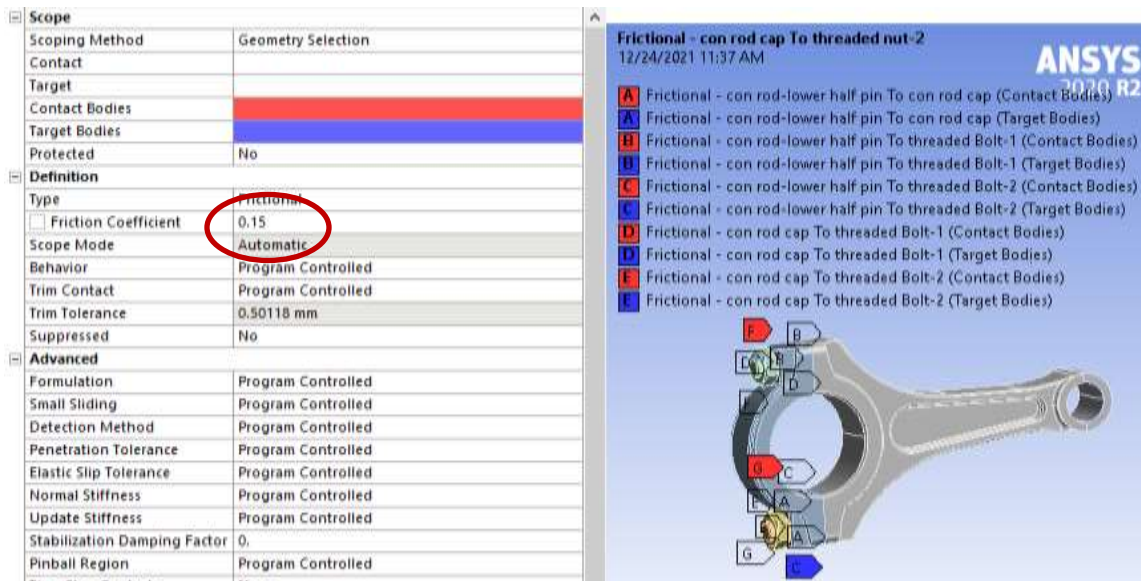 Scope
Scoping Method Geometry Selection
Contact
Target
Contact Bodies
Target Bodies
Protected No
Definition
Type Frictional
Friction Coefficient 0.15
Scope Mode Automatic
Behavior Program Controlled
Trim Contact Program Controlled
Trim Tolerance 0.50118 mm
Suppressed No
Advanced
Formulation Program Controlled
Small Sliding Program Controlled
Detection Method Program Controlled
Penetration Tolerance Program Controlled
Elastic Slip Tolerance Program Controlled
Normal Stiffness Program Controlled
Update Stiffness Program Controlled
Stabilization Damping Factor 0.
Pinball Region Program Controlled
Frictional - con rod cap To threaded nut-2
12/24/2021 11:37 AM
ANSYS
2020 R2
A Frictional - con rod-lower half pin To con rod cap (Contact Bodies)
A Frictional - con rod-lower half pin To con rod cap (Target Bodies)
B Frictional - con rod-lower half pin To threaded Bolt-1 (Contact Bodies)
B Frictional - con rod-lower half pin To threaded Bolt-1 (Target Bodies)
C Frictional - con rod-lower half pin To threaded Bolt-2 (Contact Bodies)
C Frictional - con rod-lower half pin To threaded Bolt-2 (Target Bodies)
D Frictional - con rod cap To threaded Bolt-1 (Contact Bodies)
D Frictional - con rod cap To threaded Bolt-1 (Target Bodies)
E Frictional - con rod cap To threaded Bolt-2 (Contact Bodies)
E Frictional - con rod cap To threaded Bolt-2 (Target Bodies)
F
B
D
B
D
G
C
E
A
A
G
C